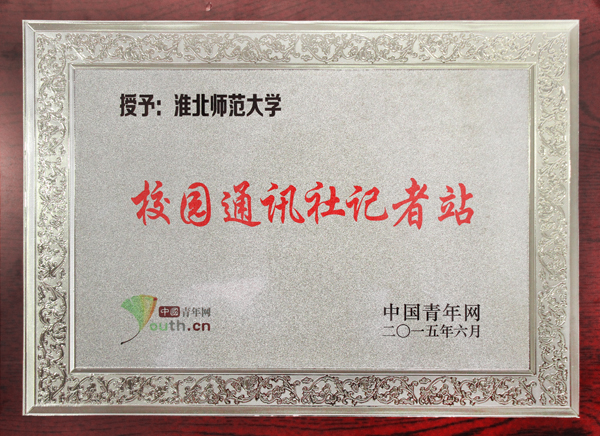 授予：淮北师范大学
校园通讯社记者站
中國青年网
youth.cn
中国青年网
二〇一五年六月